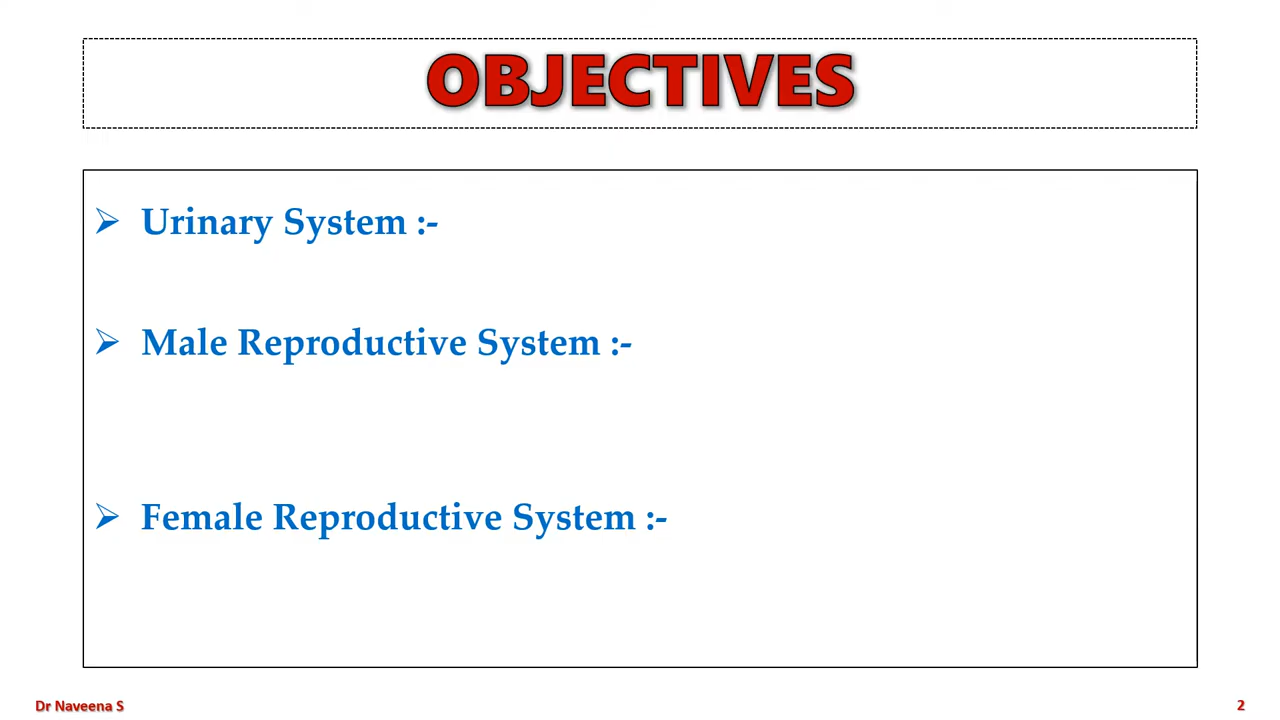 OBJECTIVES
➢ Urinary System :-
➢ Male Reproductive System :-
➢ Female Reproductive System :-
Dr Naveena S
2